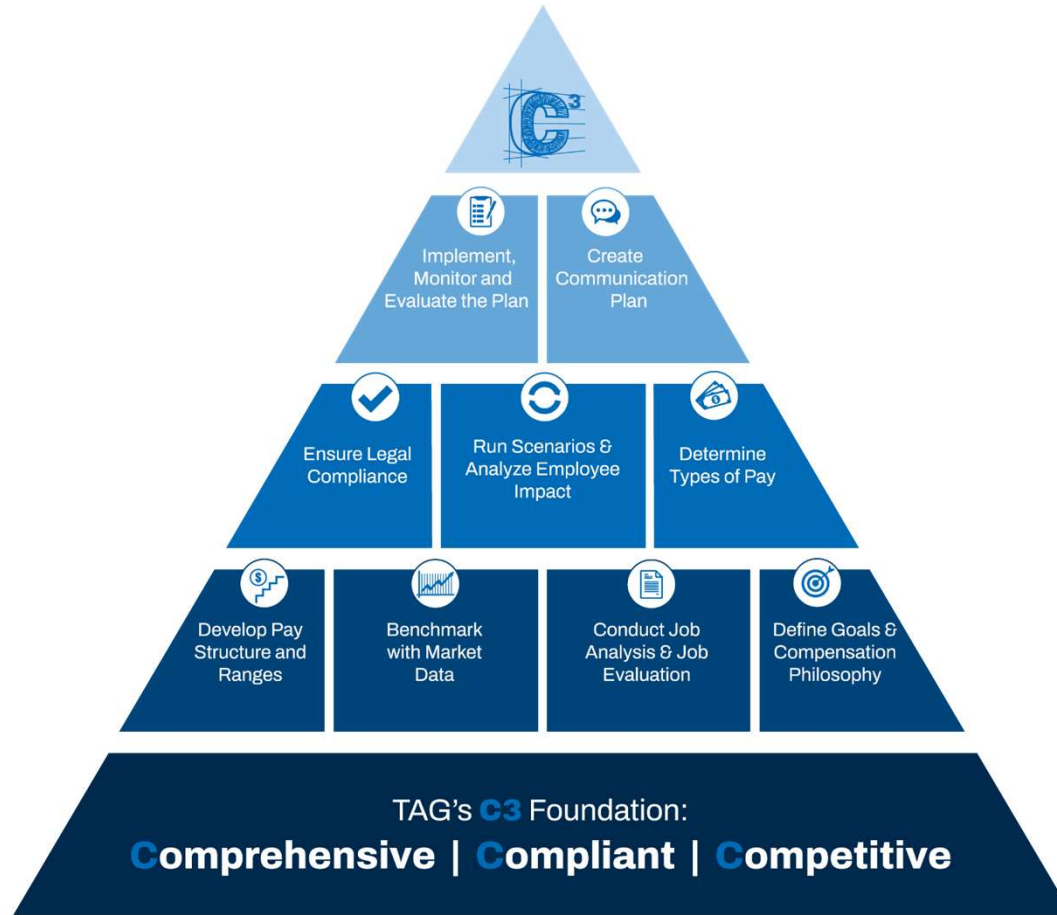 C³
Implement,
Monitor and
Evaluate the Plan
Create
Communication
Plan
Ensure Legal
Compliance
Run Scenarios &
Analyze Employee
Impact
Determine
Types of Pay
Develop Pay
Structure and
Ranges
Benchmark
with Market
Data
Conduct Job
Analysis & Job
Evaluation
Define Goals &
Compensation
Philosophy
TAG's C3 Foundation:
Comprehensive | Compliant | Competitive